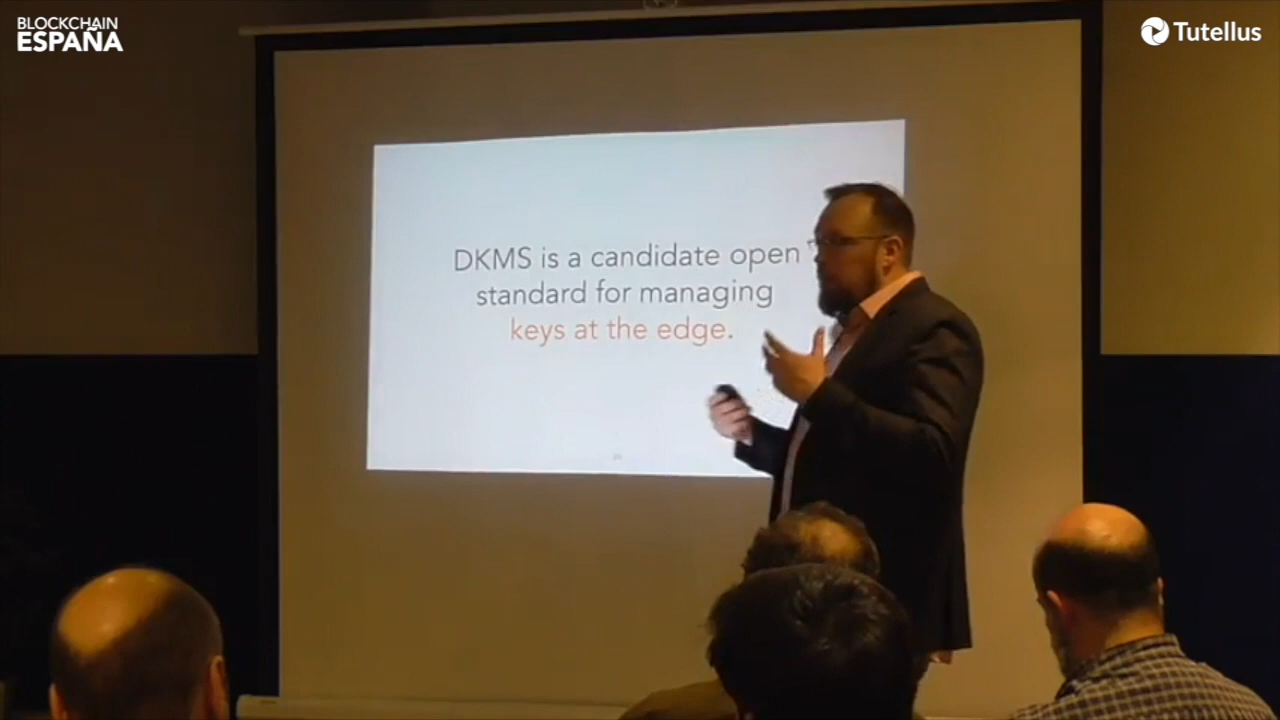 BLOCKCHAIN
ESPAÑA
Tutellus
DKMS is a candidate open
standard for managing
keys at the edge.